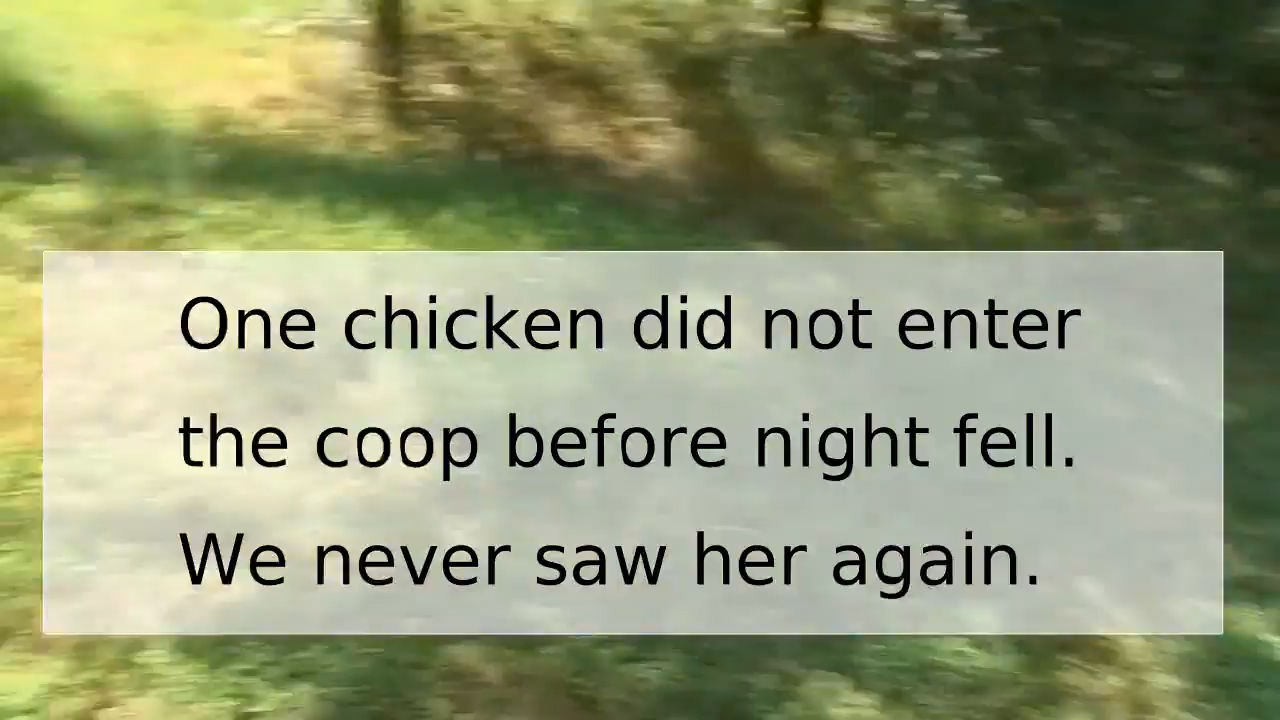 One chicken did not enter
the coop before night fell.
We never saw her again.